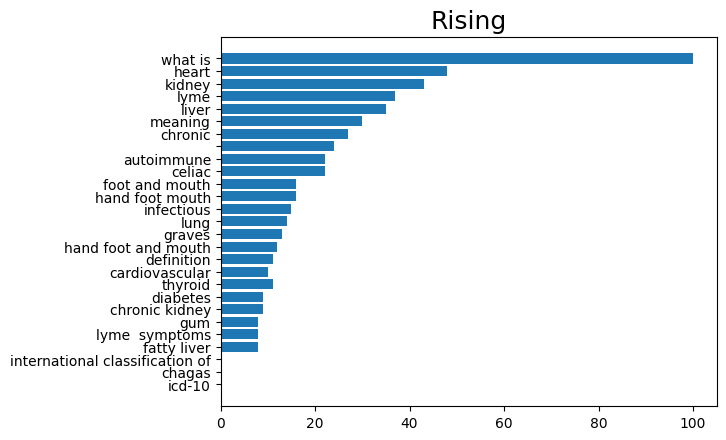 Rising
what is
heart
kidney
lyme
liver
meaning
chronic
autoimmune
celiac
foot and mouth
hand foot mouth
infectious
lung
graves
hand foot and mouth
definition
cardiovascular
thyroid
diabetes
chronic kidney
gum
lyme  symptoms
fatty liver
international classification of
chagas
icd-10
0 20 40 60 80 100